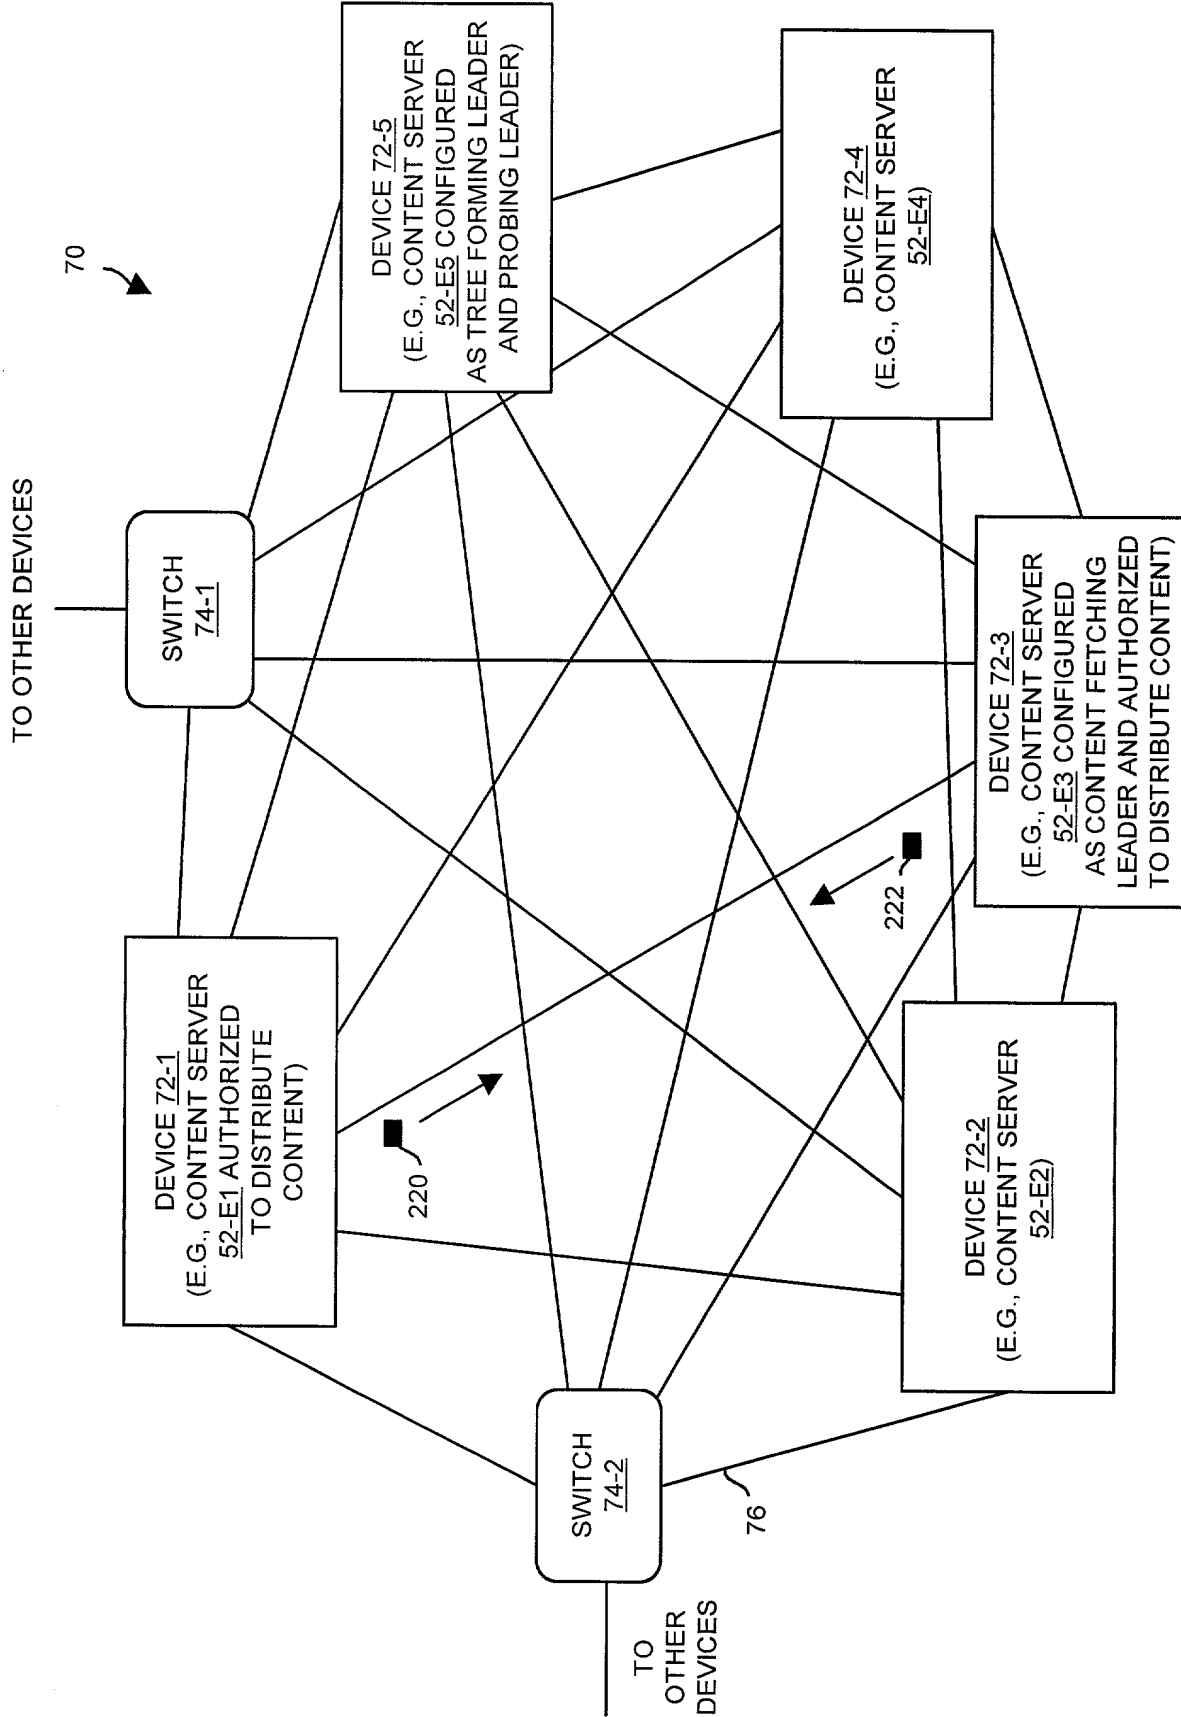 70
TO OTHER DEVICES
SWITCH
74-1
DEVICE 72-5
(E.G., CONTENT SERVER
52-E5 CONFIGURED
AS TREE FORMING LEADER
AND PROBING LEADER)
DEVICE 72-1
(E.G., CONTENT SERVER
52-E1 AUTHORIZED
TO DISTRIBUTE
CONTENT)
220
DEVICE 72-4
(E.G., CONTENT SERVER
52-E4)
SWITCH
74-2
TO
OTHER
DEVICES
76
222
DEVICE 72-2
(E.G., CONTENT SERVER
52-E2)
DEVICE 72-3
(E.G., CONTENT SERVER
52-E3 CONFIGURED
AS CONTENT FETCHING
LEADER AND AUTHORIZED
TO DISTRIBUTE CONTENT)